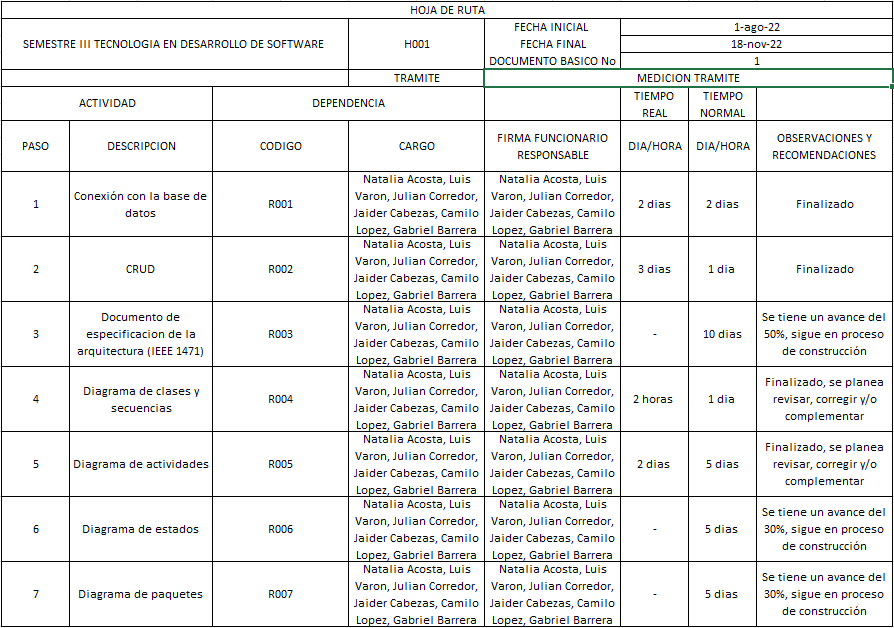 HOJA DE RUTA
SEMESTRE III TECNOLOGIA EN DESARROLLO DE SOFTWARE
H001
FECHA INICIAL
1-ago-22
FECHA FINAL
18-nov-22
DOCUMENTO BASICO No
1
TRAMITE
MEDICION TRAMITE
ACTIVIDAD
DEPENDENCIA
TIEMPO
REAL
TIEMPO
NORMAL
PASO
DESCRIPCION
CODIGO
CARGO
FIRMA FUNCIONARIO
RESPONSABLE
DIA/HORA
DIA/HORA
OBSERVACIONES Y
RECOMENDACIONES
1
Conexión con la base de
datos
R001
Natalia Acosta, Luis
Varon, Julian Corredor,
Jaider Cabezas, Camilo
Lopez, Gabriel Barrera
Natalia Acosta, Luis
Varon, Julian Corredor,
Jaider Cabezas, Camilo
Lopez, Gabriel Barrera
2 dias
2 dias
Finalizado
2
CRUD
R002
Natalia Acosta, Luis
Varon, Julian Corredor,
Jaider Cabezas, Camilo
Lopez, Gabriel Barrera
Natalia Acosta, Luis
Varon, Julian Corredor,
Jaider Cabezas, Camilo
Lopez, Gabriel Barrera
3 dias
1 dia
Finalizado
3
Documento de
especificacion de la
arquitectura (IEEE 1471)
R003
Natalia Acosta, Luis
Varon, Julian Corredor,
Jaider Cabezas, Camilo
Lopez, Gabriel Barrera
Natalia Acosta, Luis
Varon, Julian Corredor,
Jaider Cabezas, Camilo
Lopez, Gabriel Barrera
-
10 dias
Se tiene un avance del
50%, sigue en proceso
de construcción
4
Diagrama de clases y
secuencias
R004
Natalia Acosta, Luis
Varon, Julian Corredor,
Jaider Cabezas, Camilo
Lopez, Gabriel Barrera
Natalia Acosta, Luis
Varon, Julian Corredor,
Jaider Cabezas, Camilo
Lopez, Gabriel Barrera
2 horas
1 dia
Finalizado, se planea
revisar, corregir y/o
complementar
5
Diagrama de actividades
R005
Natalia Acosta, Luis
Varon, Julian Corredor,
Jaider Cabezas, Camilo
Lopez, Gabriel Barrera
Natalia Acosta, Luis
Varon, Julian Corredor,
Jaider Cabezas, Camilo
Lopez, Gabriel Barrera
2 dias
5 dias
Finalizado, se planea
revisar, corregir y/o
complementar
6
Diagrama de estados
R006
Natalia Acosta, Luis
Varon, Julian Corredor,
Jaider Cabezas, Camilo
Lopez, Gabriel Barrera
Natalia Acosta, Luis
Varon, Julian Corredor,
Jaider Cabezas, Camilo
Lopez, Gabriel Barrera
-
5 dias
Se tiene un avance del
30%, sigue en proceso
de construcción
7
Diagrama de paquetes
R007
Natalia Acosta, Luis
Varon, Julian Corredor,
Jaider Cabezas, Camilo
Lopez, Gabriel Barrera
Natalia Acosta, Luis
Varon, Julian Corredor,
Jaider Cabezas, Camilo
Lopez, Gabriel Barrera
-
5 dias
Se tiene un avance del
30%, sigue en proceso
de construcción